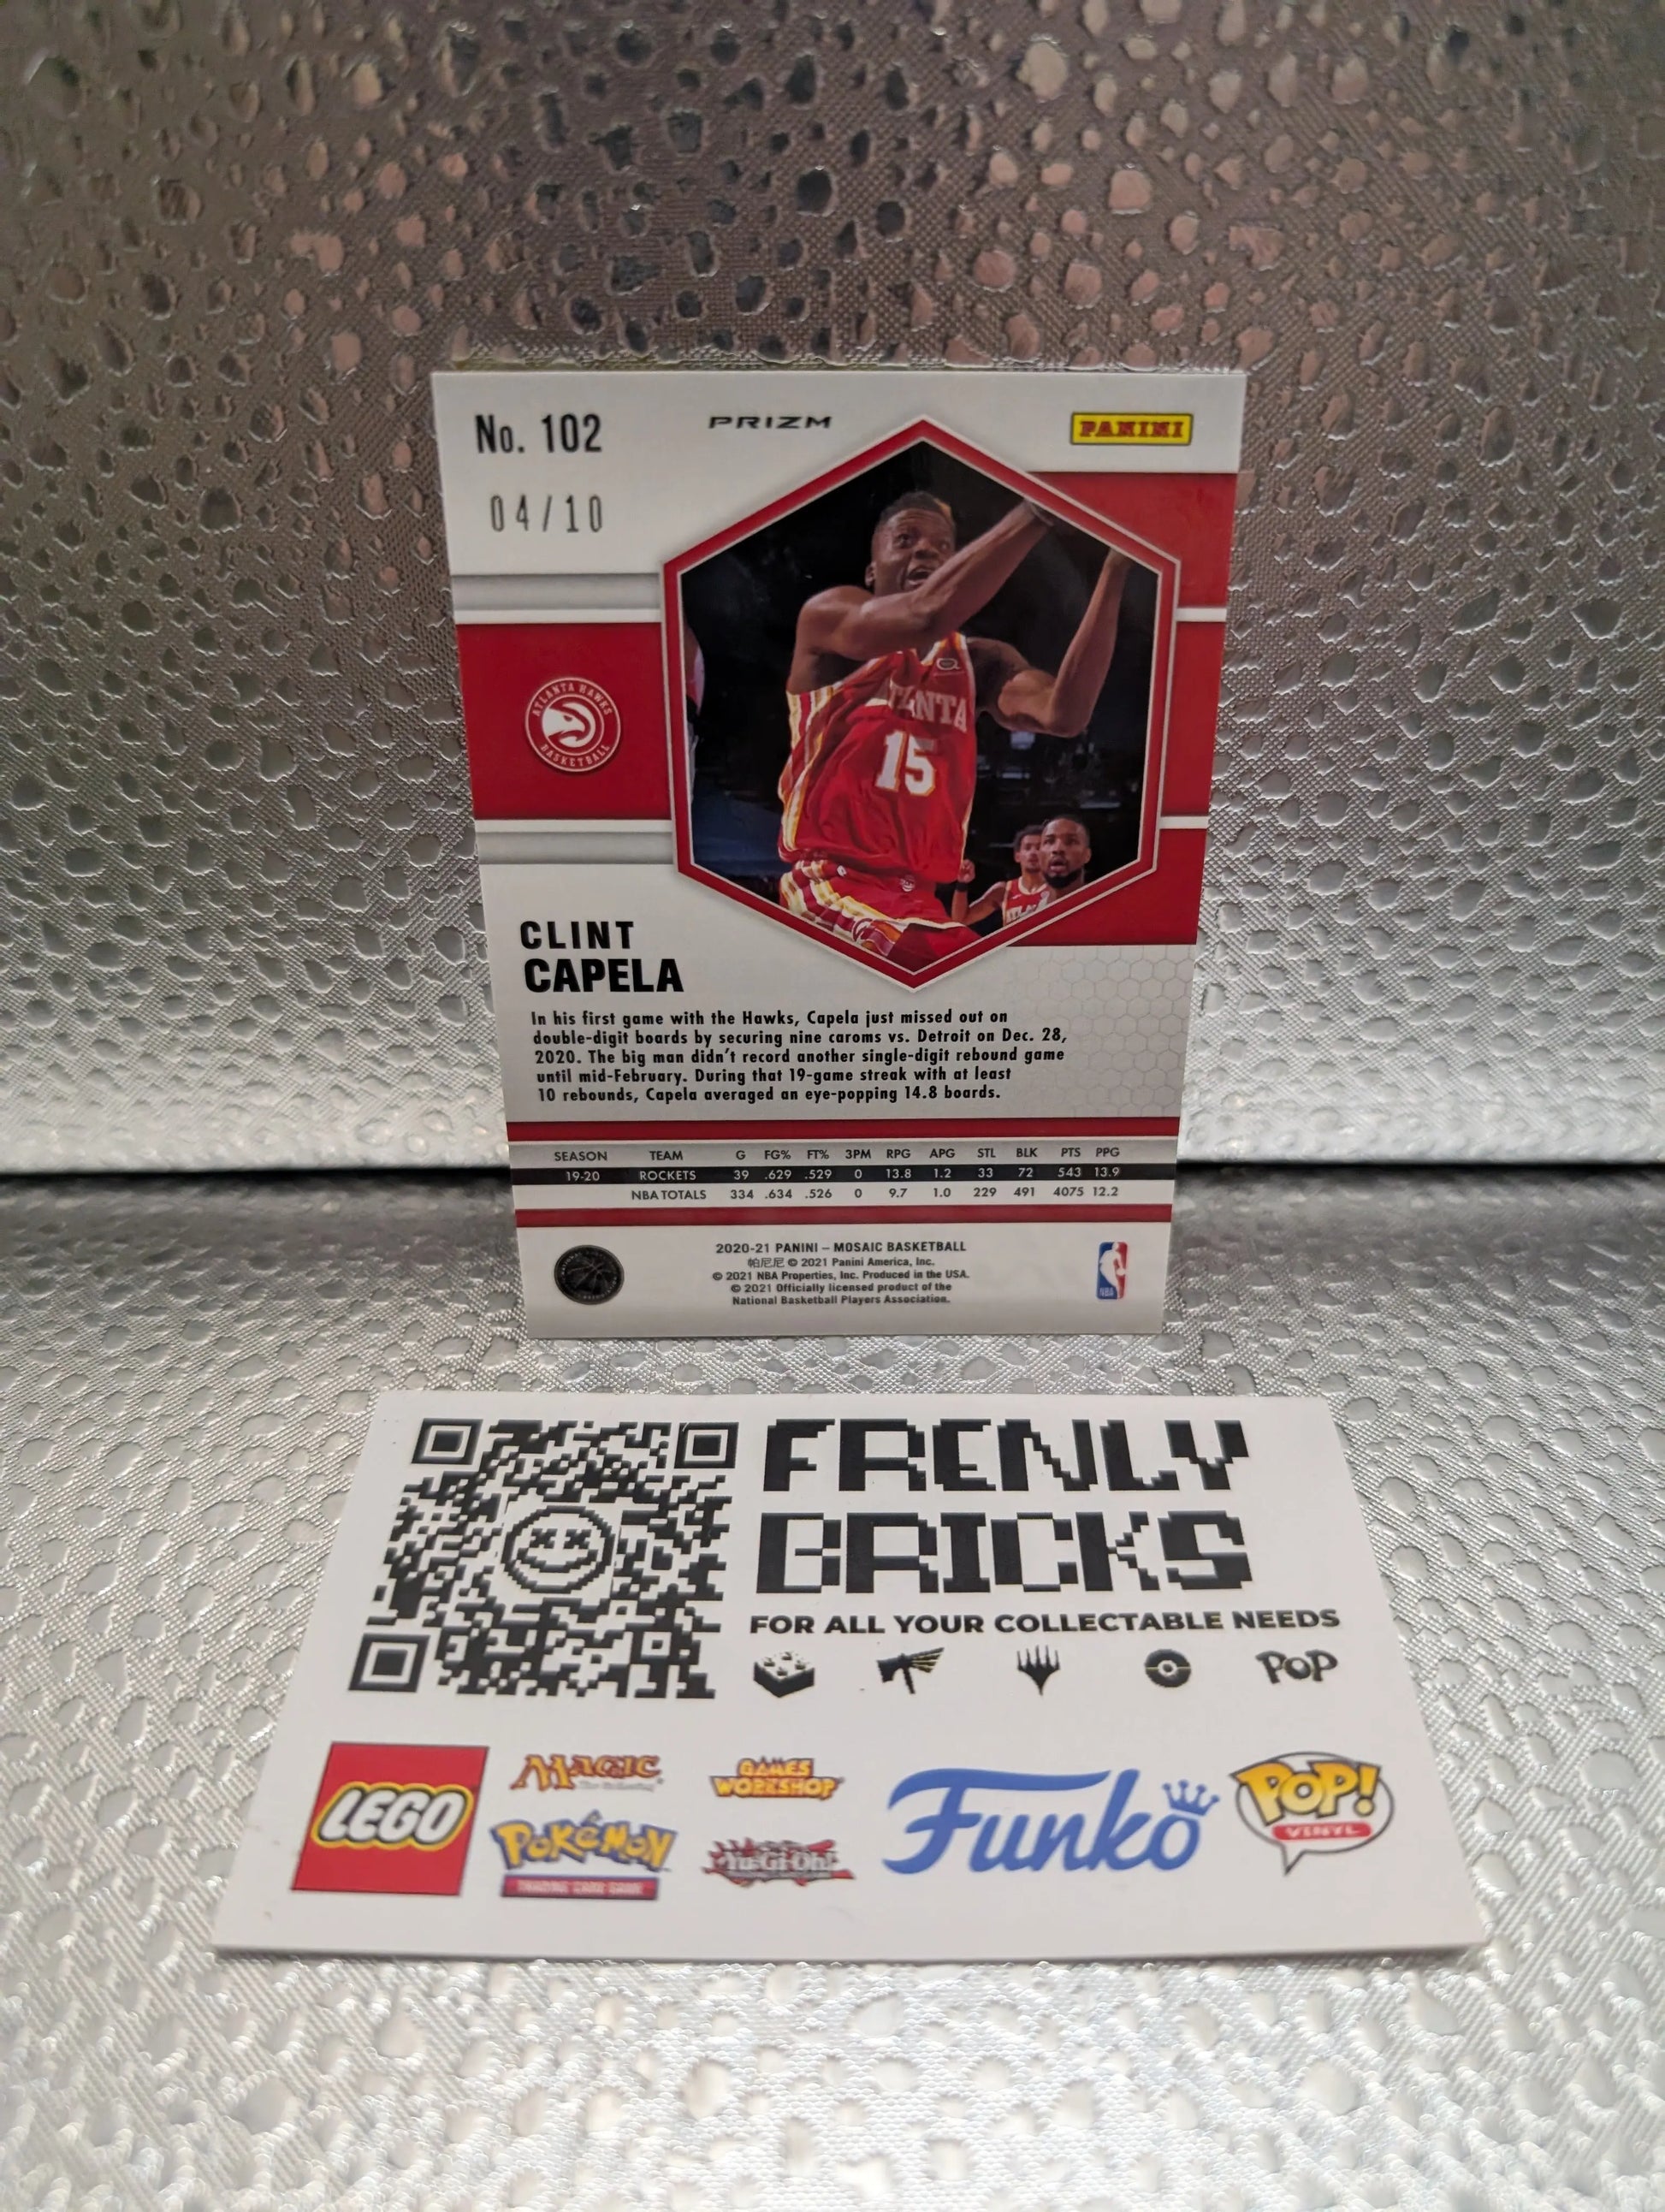 No. 102
PRIZM
PANINI
04/10
ATLANTA HAWKS
BASKETBALL
ANTA
15
CLINT
CAPELA
In his first game with the Hawks, Capela just missed out on
double-digit boards by securing nine caroms vs. Detroit on Dec. 28,
2020. The big man didn't record another single-digit rebound game
until mid-February. During that 19-game streak with at least
10 rebounds, Capela averaged an eye-popping 14.8 boards.
SEASON TEAM G FG% FT% 3PM RPG APG STL BLK PTS PPG
19-20 ROCKETS 39 .629 .529 0 13.8 1.2 33 72 543 13.9
NBA TOTALS 334 .634 .526 0 9.7 1.0 229 491 4075 12.2
2020-21 PANINI – MOSAIC BASKETBALL
帕尼尼 © 2021 Panini America, Inc.
© 2021 NBA Properties, Inc. Produced in the USA.
© 2021 Officially licensed product of the
National Basketball Players Association.
NBA
FRENLY
BRICKS
FOR ALL YOUR COLLECTABLE NEEDS
POP
LEGO
MAGIC
The Gathering
GAMES
WORKSHOP
POKéMON
TRADING CARD GAME
Yu-Gi-Oh!
Funko
POP!
VINYL